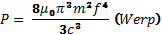 P = 8μ₀π³m²f⁴ / 3c³ (Werp)